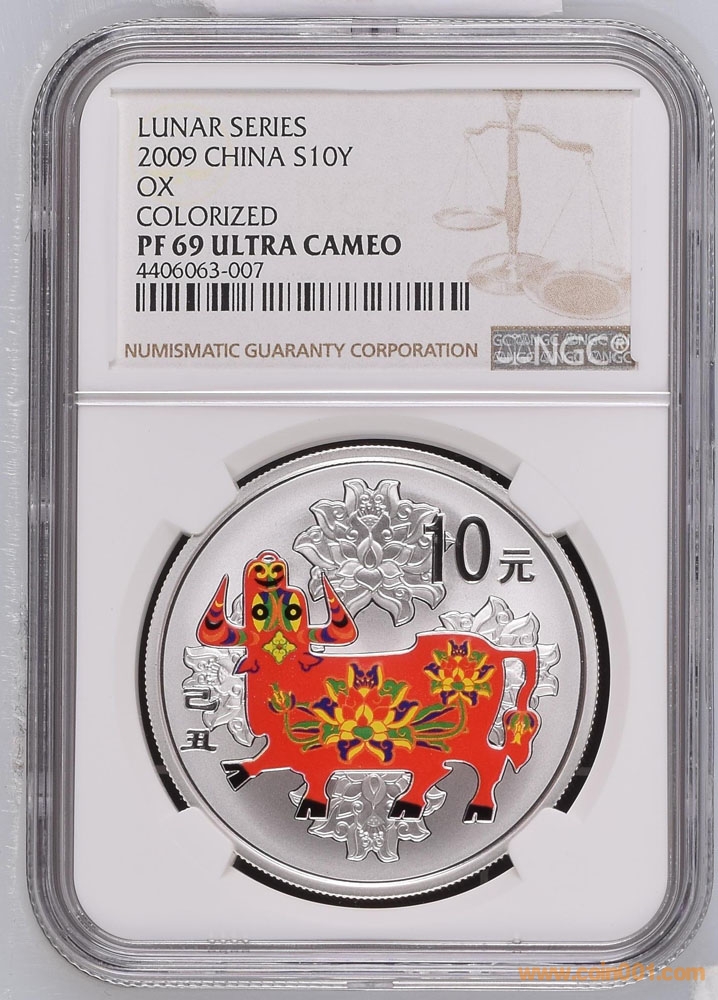 LUNAR SERIES
2009 CHINA S10Y
OX
COLORIZED
PF 69 ULTRA CAMEO
4406063-007
NUMISMATIC GUARANTY CORPORATION
NGC®
10元
己
丑
www.coin001.com